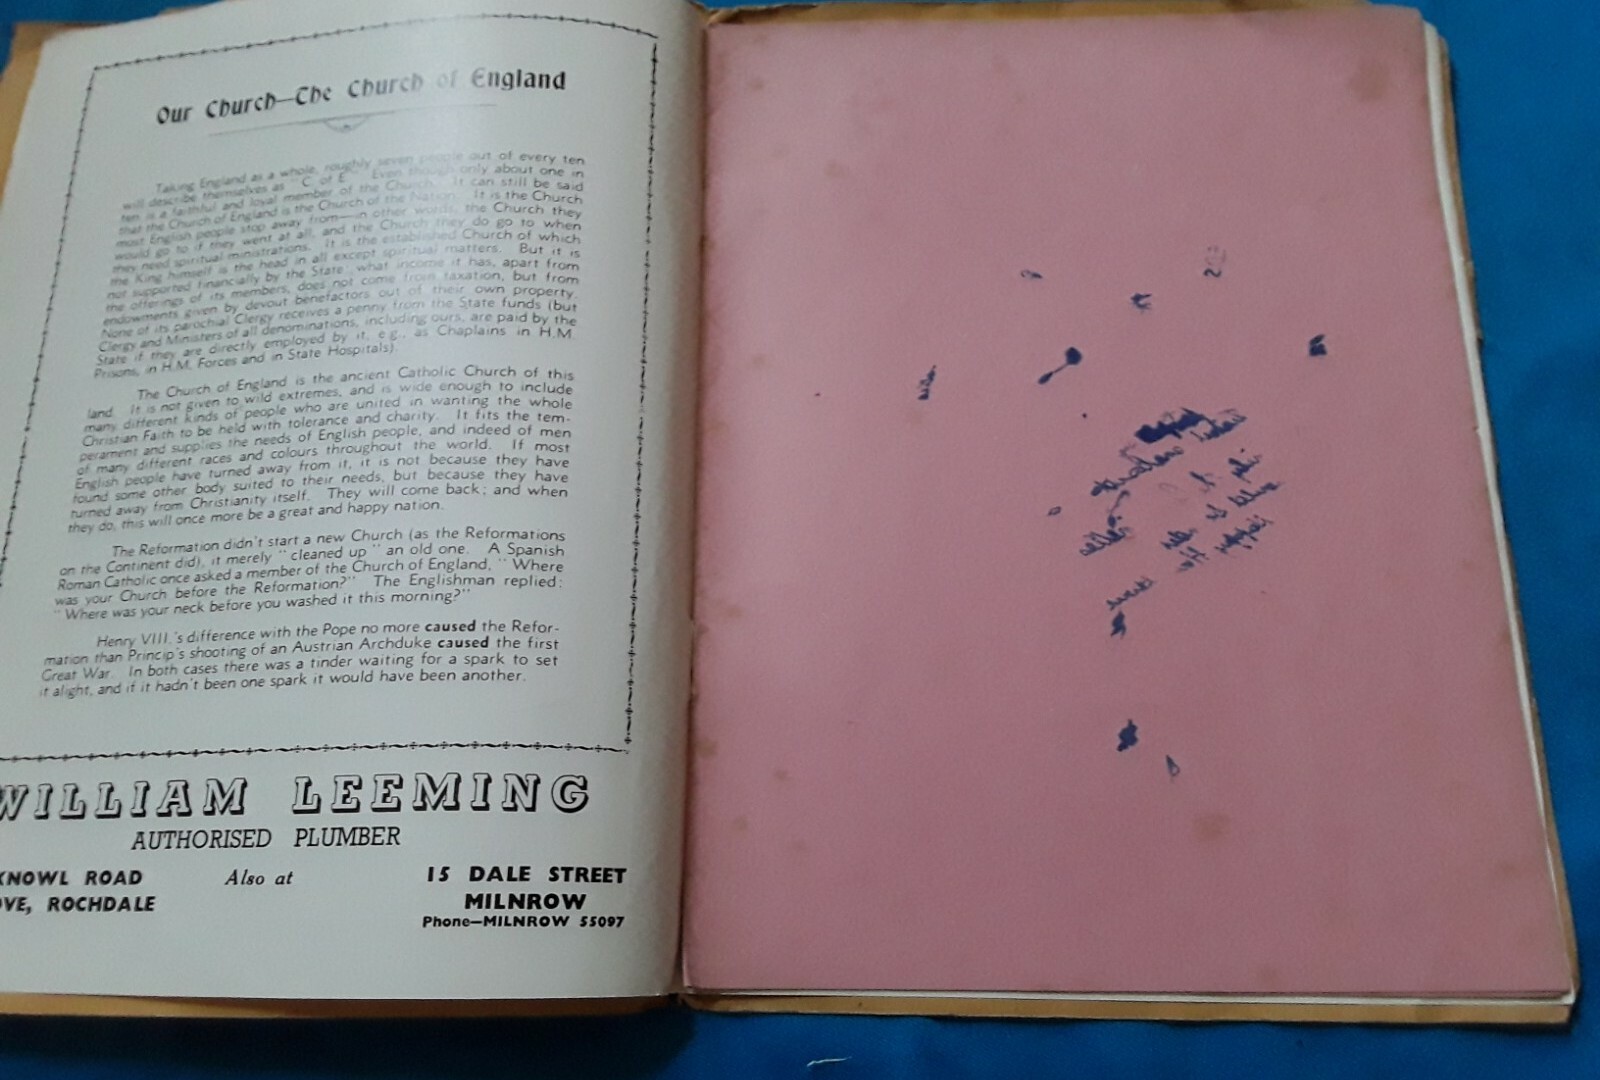 Our Church—The Church of England
Taking England as a whole, roughly seven people out of every ten
will describe themselves as "C of E." Even though only about one in
ten is a faithful and loyal member of the Church. It can still be said
that the Church of England is the Church of the Nation. It is the Church
most English people stop away from—in other words, the Church they
would go to if they went at all, and the Church they do go to when
they need spiritual ministrations. It is the established Church of which
the King himself is the head in all except spiritual matters. But it is
not supported financially by the State; what income it has, apart from
the offerings of its members, does not come from taxation, but from
endowments given by devout benefactors out of their own property.
None of its parochial Clergy receives a penny from the State funds (but
Clergy and Ministers of all denominations, including ours, are paid by the
State if they are directly employed by it, e.g., as Chaplains in H.M.
Prisons, in H.M. Forces and in State Hospitals).
The Church of England is the ancient Catholic Church of this
land. It is not given to wild extremes, and is wide enough to include
many different kinds of people who are united in wanting the whole
Christian Faith to be held with tolerance and charity. It fits the tem-
perament and supplies the needs of English people, and indeed of men
of many different races and colours throughout the world. If most
English people have turned away from it, it is not because they have
found some other body suited to their needs, but because they have
turned away from Christianity itself. They will come back; and when
they do, this will once more be a great and happy nation.
The Reformation didn't start a new Church (as the Reformations
on the Continent did), it merely "cleaned up" an old one. A Spanish
Roman Catholic once asked a member of the Church of England, "Where
was your Church before the Reformation?" The Englishman replied:
"Where was your neck before you washed it this morning?"
Henry VIII.'s difference with the Pope no more caused the Refor-
mation than Princip's shooting of an Austrian Archduke caused the first
Great War. In both cases there was a tinder waiting for a spark to set
it alight, and if it hadn't been one spark it would have been another.
WILLIAM LEEMING
AUTHORISED PLUMBER
KNOWL ROAD Also at 15 DALE STREET
ROCHDALE MILNROW
Phone—MILNROW 55097